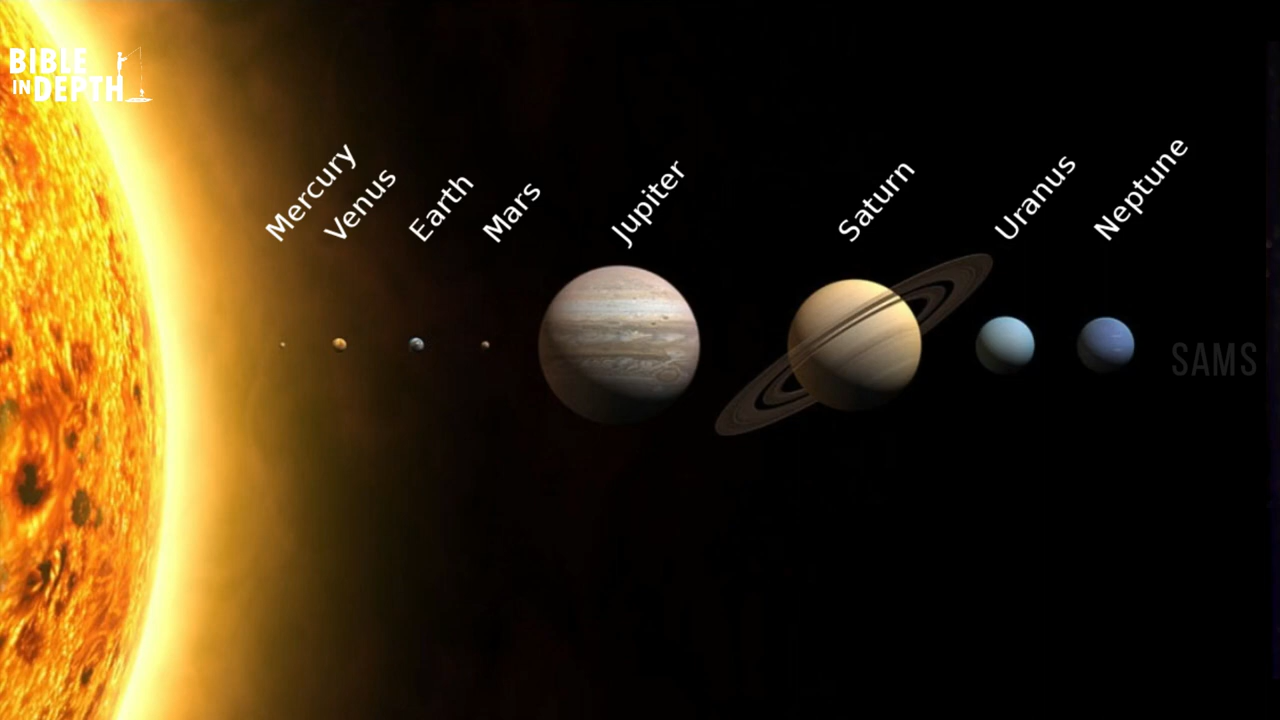 BIBLE
IN DEPTH
Mercury
Venus
Earth
Mars
Jupiter
Saturn
Uranus
Neptune
SAMS